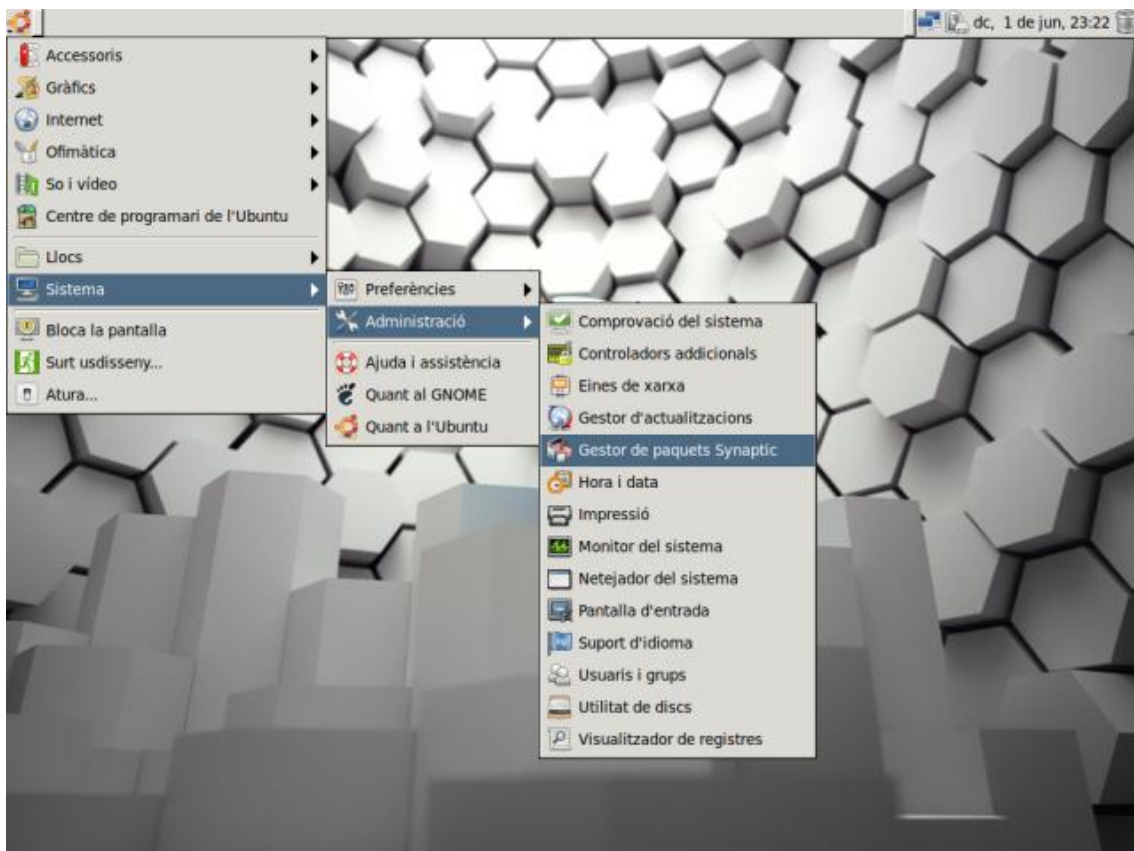 dc, 1 de jun, 23:22
Accessoris
Gràfics
Internet
Ofimàtica
So i vídeo
Centre de programari de l'Ubuntu
Llocs
Sistema
Bloca la pantalla
Surt usdisseny...
Atura...
Preferències
Administració
Ajuda i assistència
Quant al GNOME
Quant a l'Ubuntu
Comprovació del sistema
Controladors addicionals
Eines de xarxa
Gestor d'actualitzacions
Gestor de paquets Synaptic
Hora i data
Impressió
Monitor del sistema
Netejador del sistema
Pantalla d'entrada
Suport d'idioma
Usuaris i grups
Utilitat de discs
Visualitzador de registres